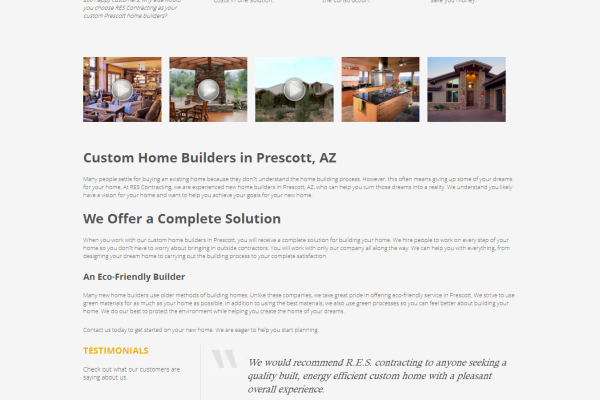 you choose RES Contracting as your
custom Prescott home builders?
costs in one solution.
save you money.
Custom Home Builders in Prescott, AZ
Many people settle for buying an existing home because they don?t understand the home building process. However, this often means giving up some of your dreams
for your home. At RES Contracting, we are experienced new home builders in Prescott, AZ, who can help you turn those dreams into a reality. We understand you likely
have a vision for your home and want to help you achieve your goals for your new home.
We Offer a Complete Solution
When you work with our custom home builders in Prescott, you will receive a complete solution for building your home. We hire people to work on every step of your
home so you don?t have to worry about bringing in outside contractors. You will work with only our company all along the way. We can help you with everything, from
designing your dream home to carrying out the building process to your complete satisfaction.
An Eco-Friendly Builder
Many new home builders use older methods of building homes. Unlike these companies, we take great pride in offering eco-friendly service in Prescott. We strive to use
green materials for as much of your home as possible. In addition to using the best materials, we also use green processes so you can feel better about building your
home. We do our best to protect the environment while helping you create the home of your dreams.
Contact us today to get started on your new home. We are eager to help you start planning.
TESTIMONIALS
Check out what our customers are
saying about us.
We would recommend R.E.S. contracting to anyone seeking a
quality built, energy efficient custom home with a pleasant
overall experience.